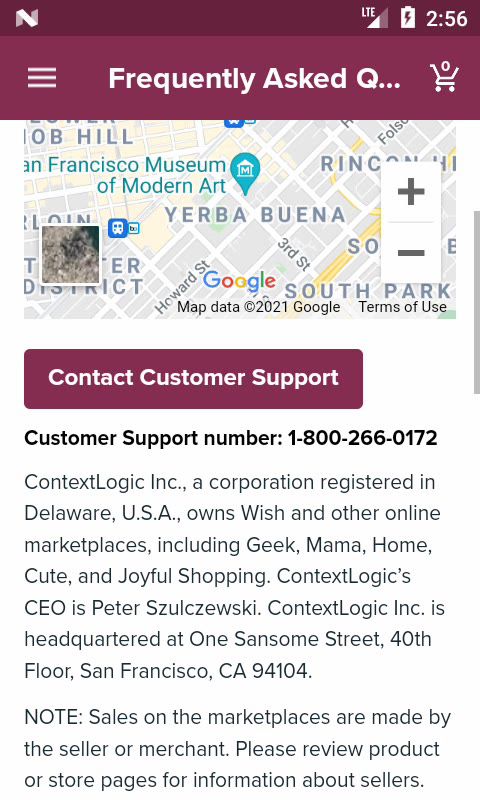 LTE 2:56
Frequently Asked Q... 0
LOWER
NOB HILL
Folso
an Francisco Museum
of Modern Art
RINCON HI
YERBA BUENA
3rd St
SO
DISTRICT
Howard St
Google
SOUTH PARK
Map data ©2021 Google Terms of Use
Contact Customer Support
Customer Support number: 1-800-266-0172
ContextLogic Inc., a corporation registered in
Delaware, U.S.A., owns Wish and other online
marketplaces, including Geek, Mama, Home,
Cute, and Joyful Shopping. ContextLogic’s
CEO is Peter Szulczewski. ContextLogic Inc. is
headquartered at One Sansome Street, 40th
Floor, San Francisco, CA 94104.
NOTE: Sales on the marketplaces are made by
the seller or merchant. Please review product
or store pages for information about sellers.